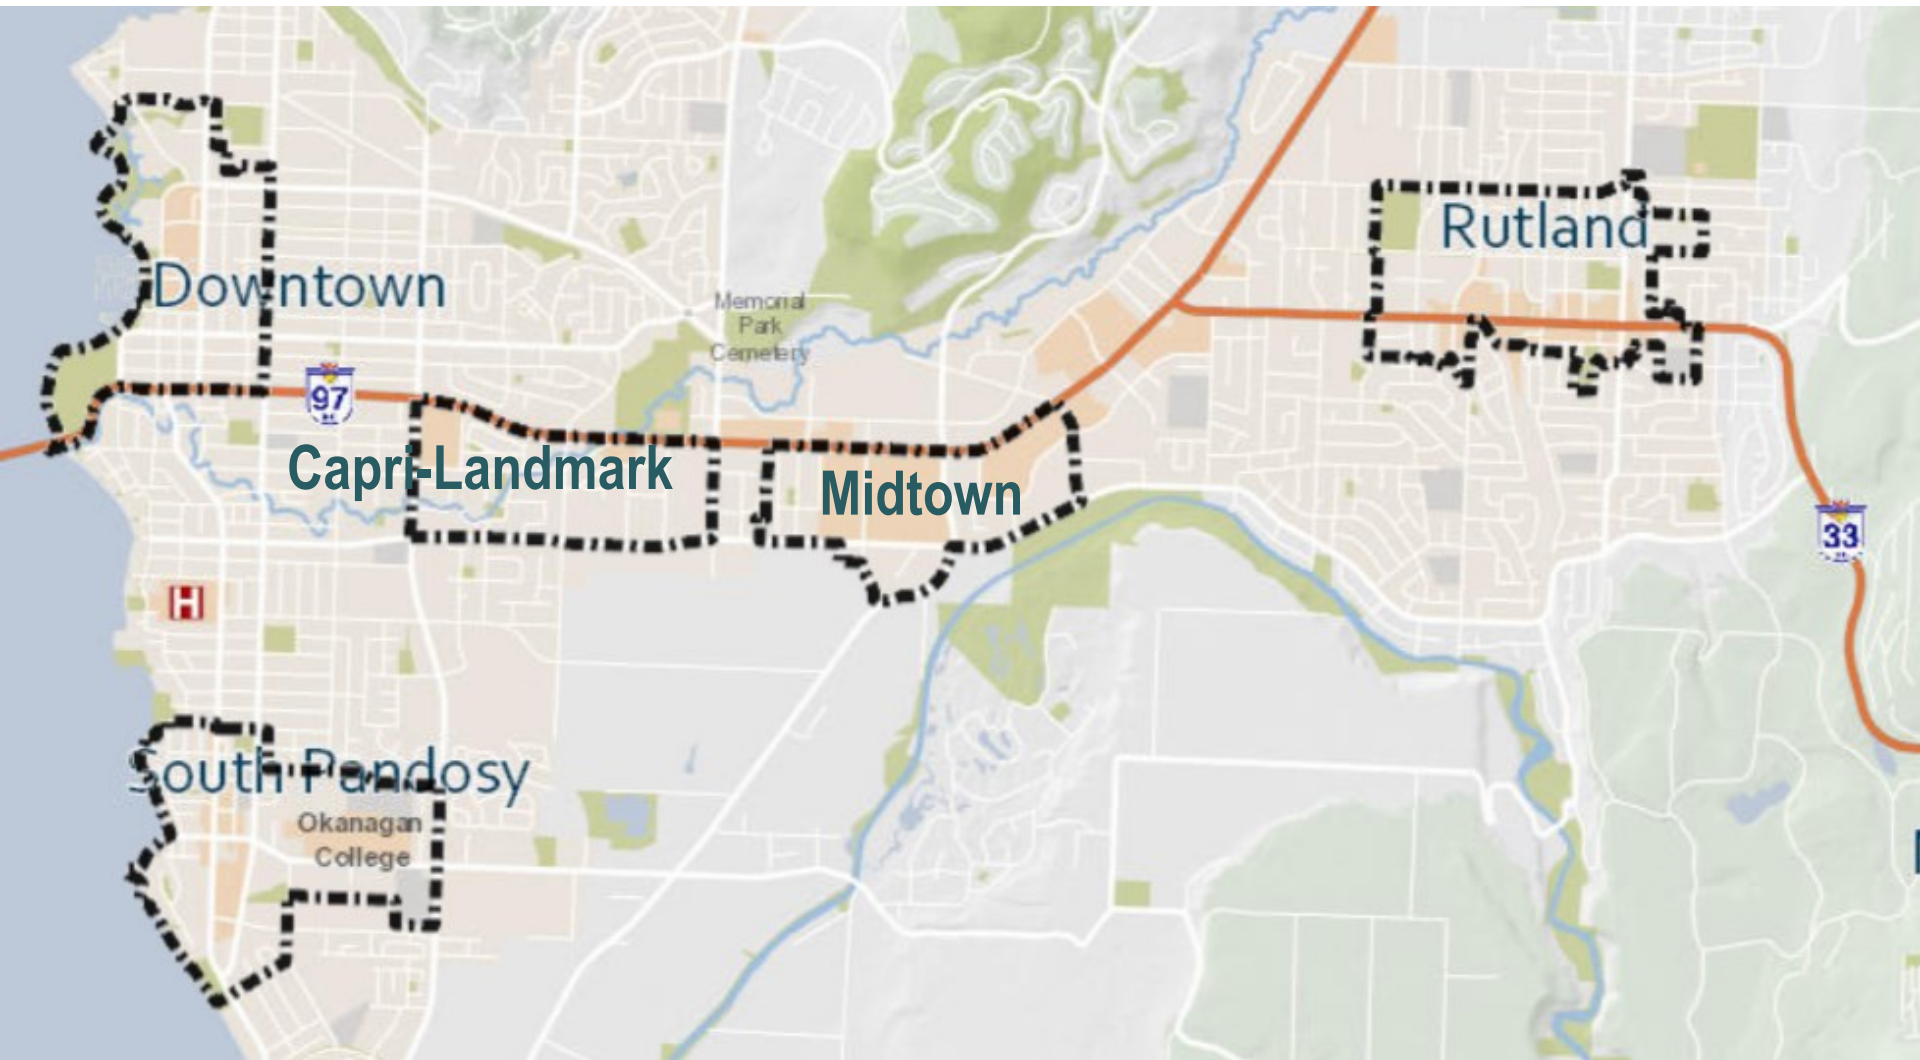 Rutland
Downtown
Memorial
Park
Cemetery
97
Capri-Landmark
Midtown
33
H
South Pandosy
Okanagan
College